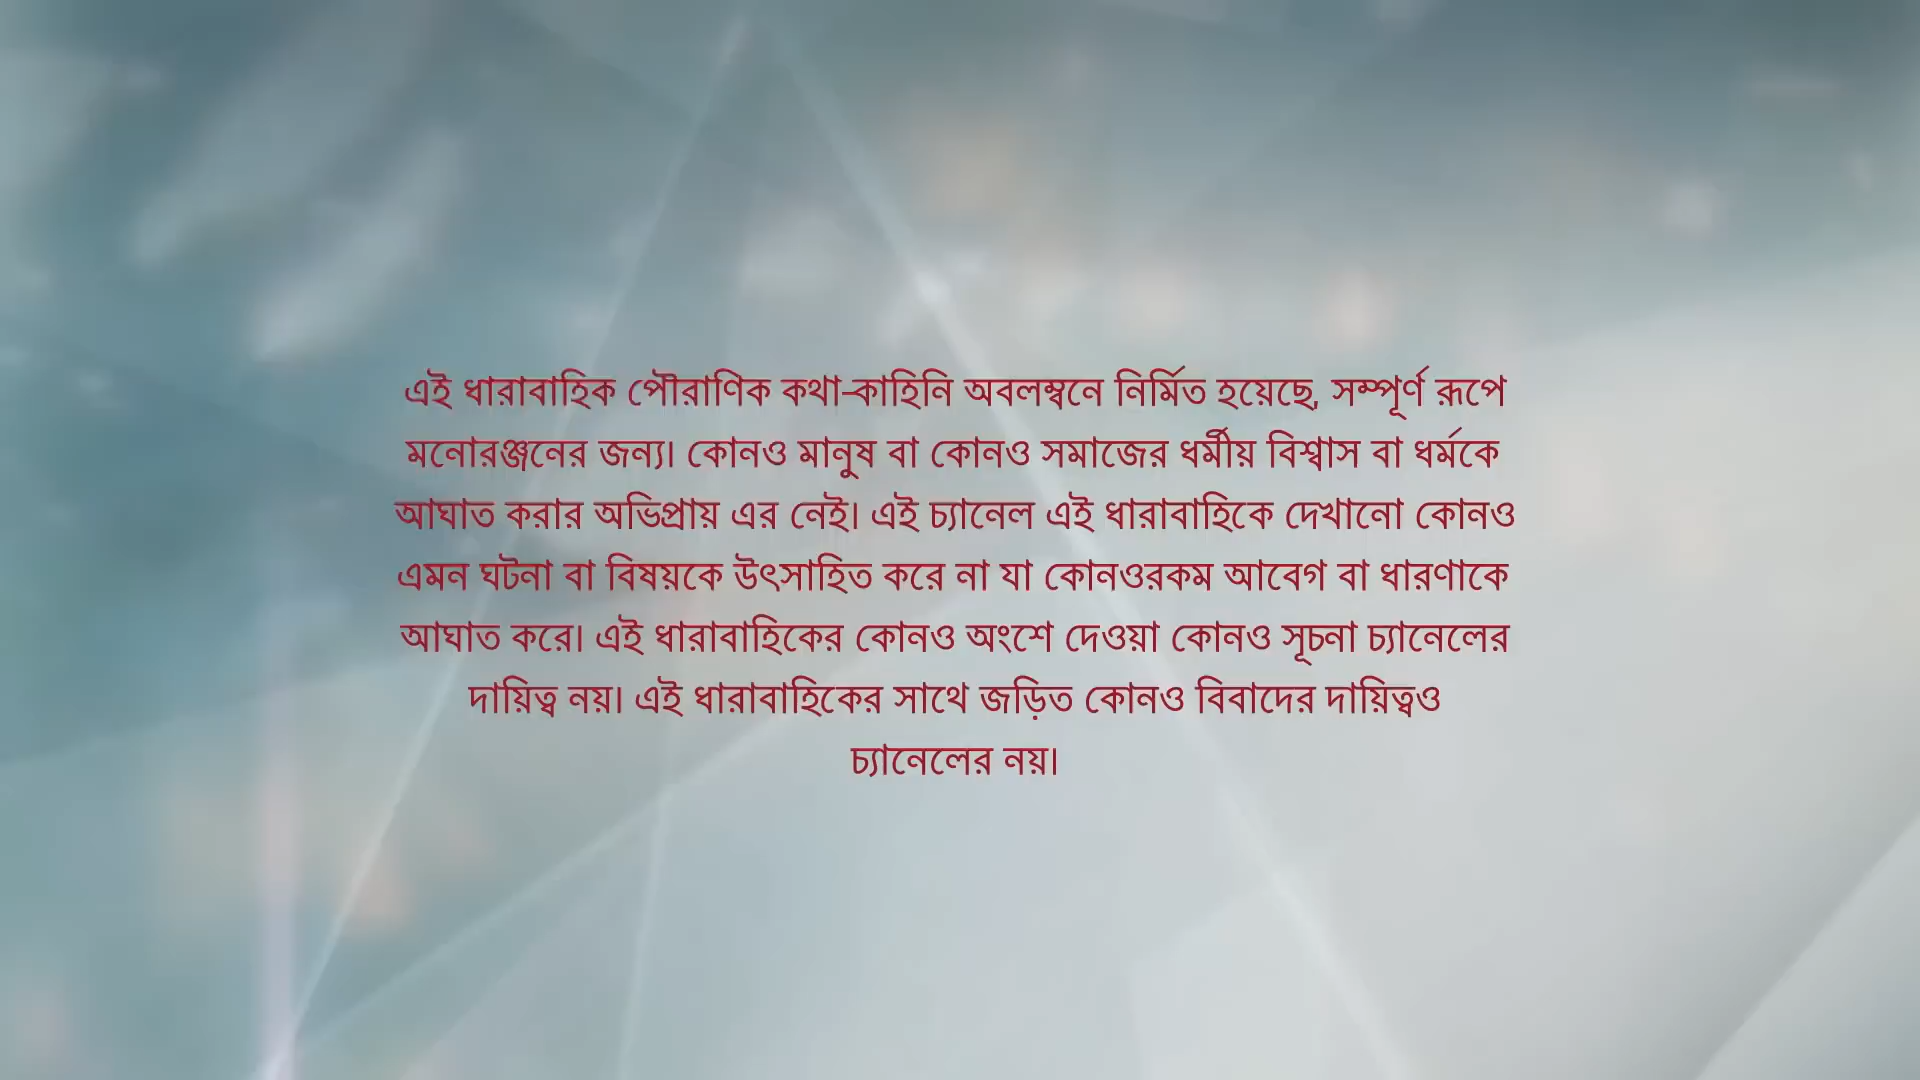 এই ধারাবাহিক পৌরাণিক কথা-কাহিনি অবলম্বনে নির্মিত হয়েছে, সম্পূর্ণ রূপে
মনোরঞ্জনের জন্য। কোনও মানুষ বা কোনও সমাজের ধর্মীয় বিশ্বাস বা ধর্মকে
আঘাত করার অভিপ্রায় এর নেই। এই চ্যানেল এই ধারাবাহিকে দেখানো কোনও
এমন ঘটনা বা বিষয়কে উৎসাহিত করে না যা কোনওরকম আবেগ বা ধারণাকে
আঘাত করে। এই ধারাবাহিকের কোনও অংশে দেওয়া কোনও সূচনা চ্যানেলের
দায়িত্ব নয়। এই ধারাবাহিকের সাথে জড়িত কোনও বিবাদের দায়িত্বও
চ্যানেলের নয়।